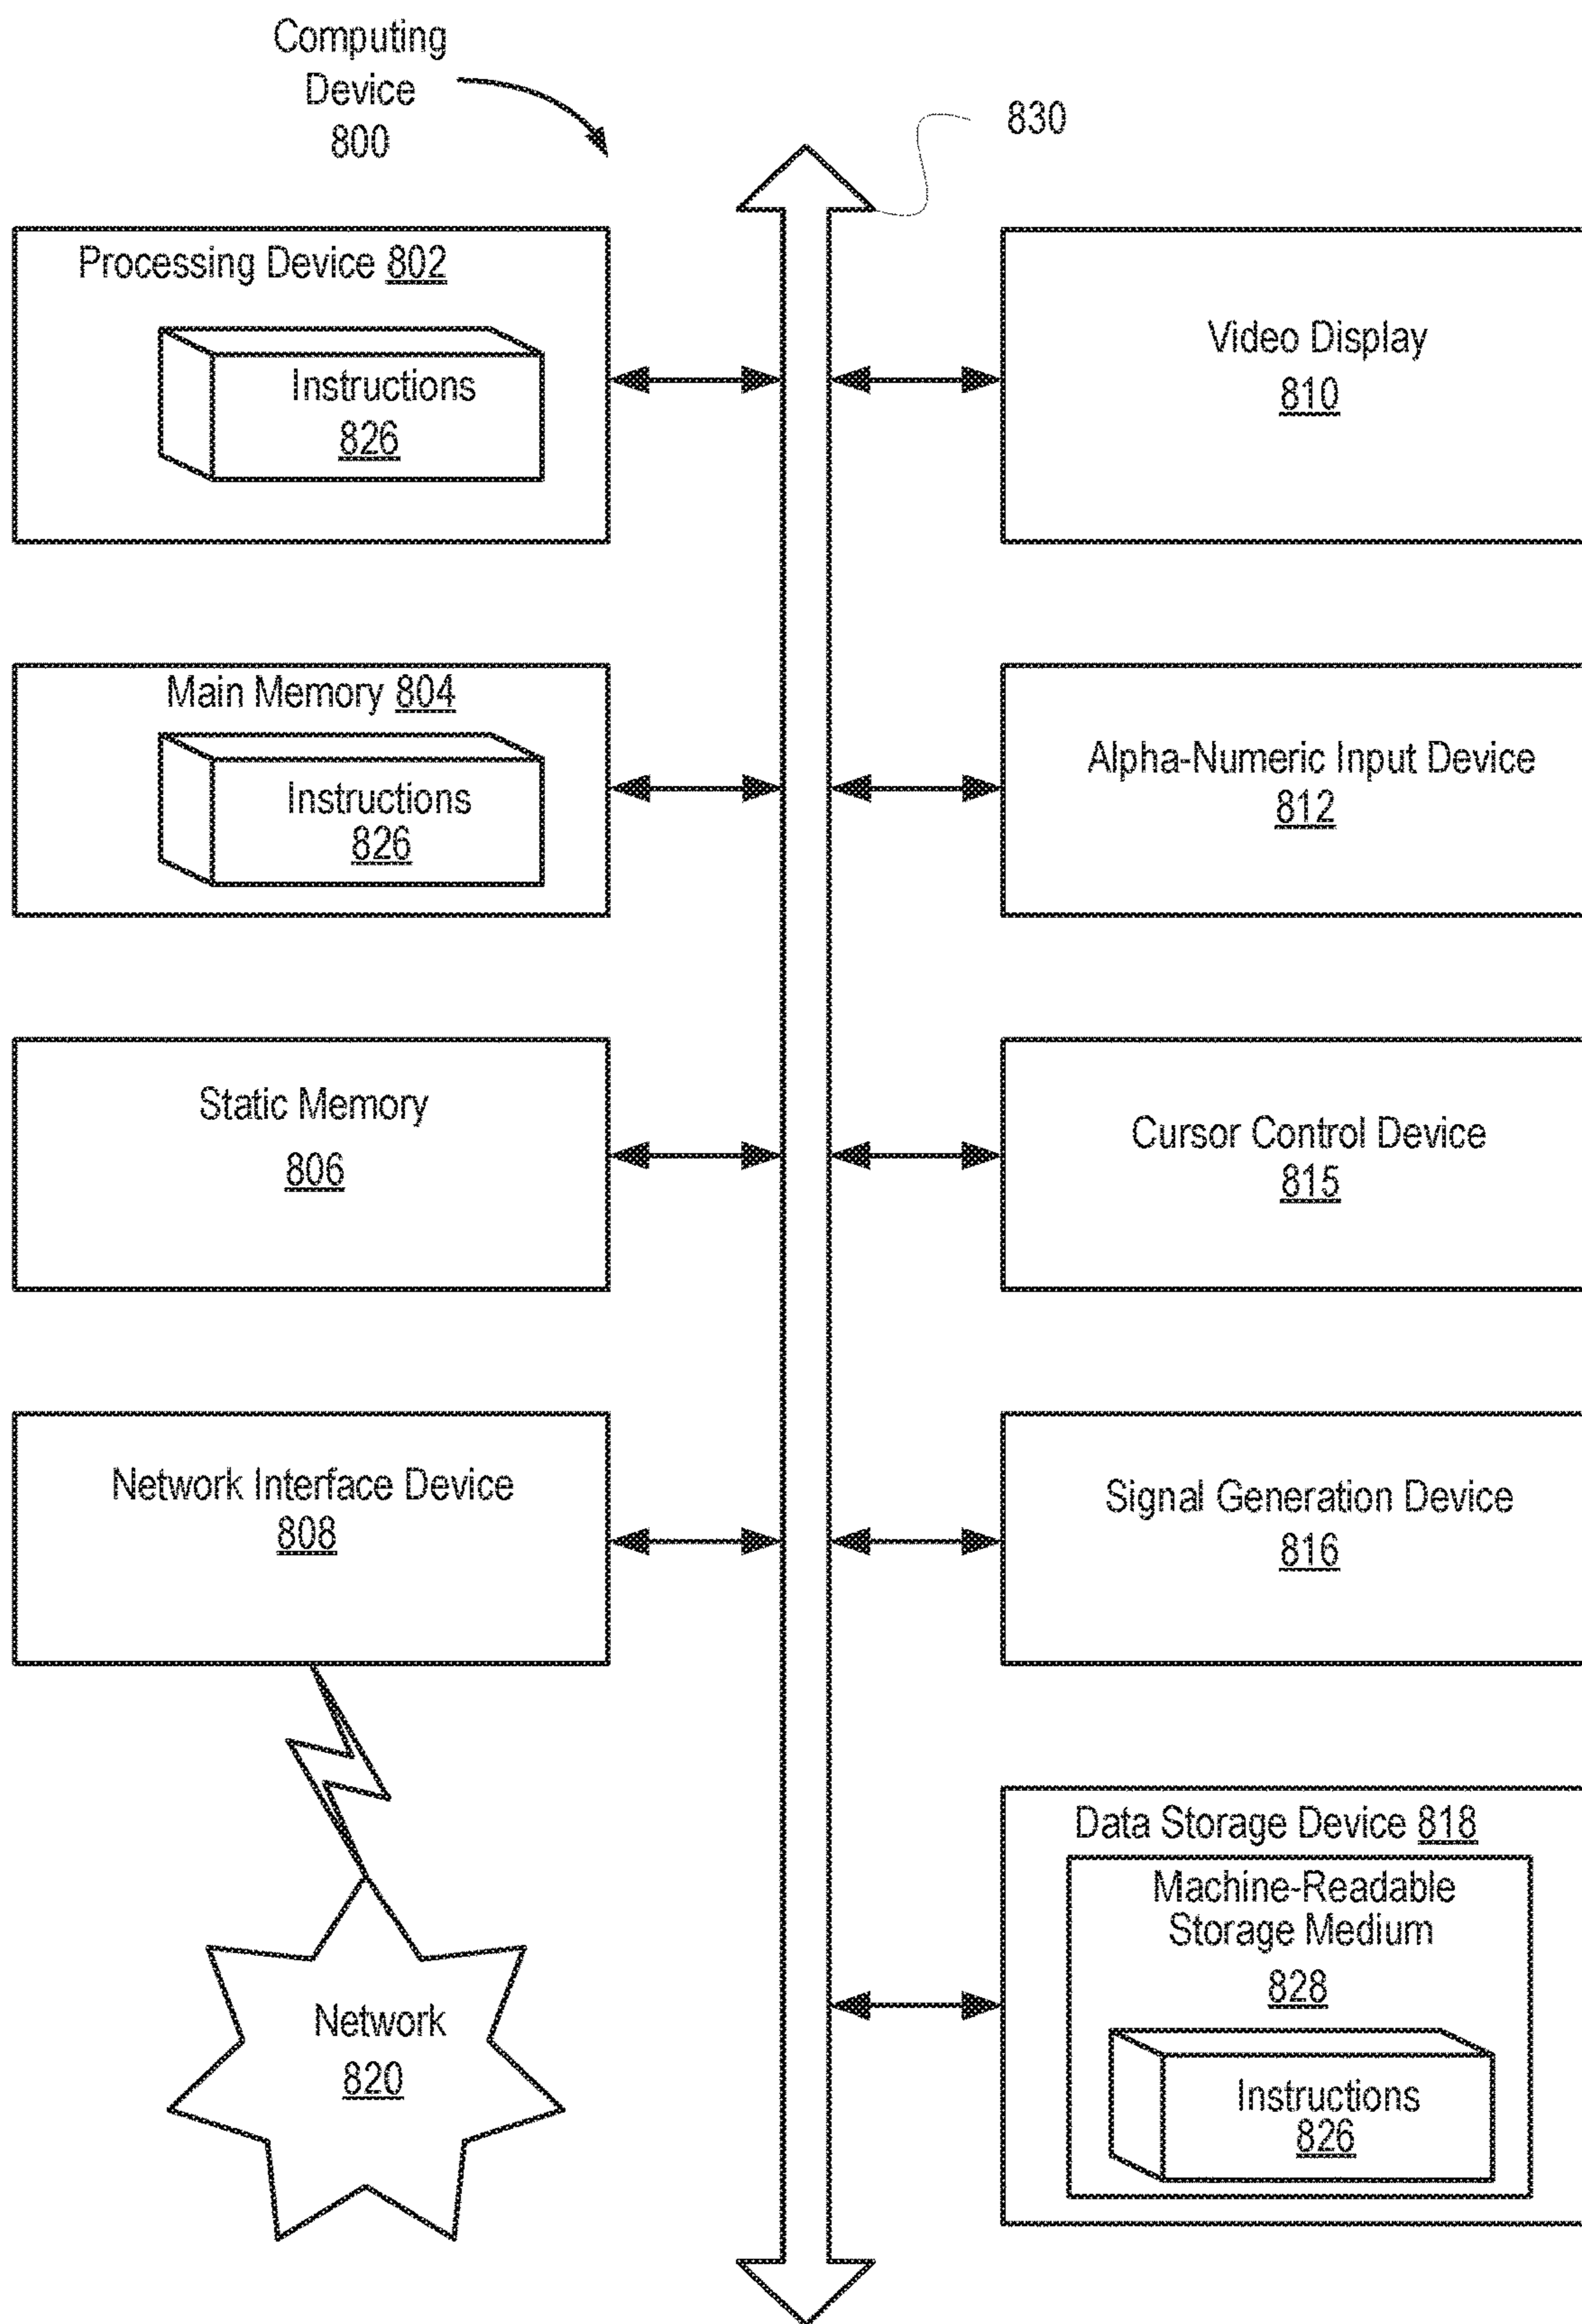 Computing
Device
800
830
Processing Device 802
Instructions
826
Video Display
810
Main Memory 804
Instructions
826
Alpha-Numeric Input Device
812
Static Memory
806
Cursor Control Device
815
Network Interface Device
808
Signal Generation Device
816
Data Storage Device 818
Machine-Readable
Storage Medium
828
Instructions
826
Network
820